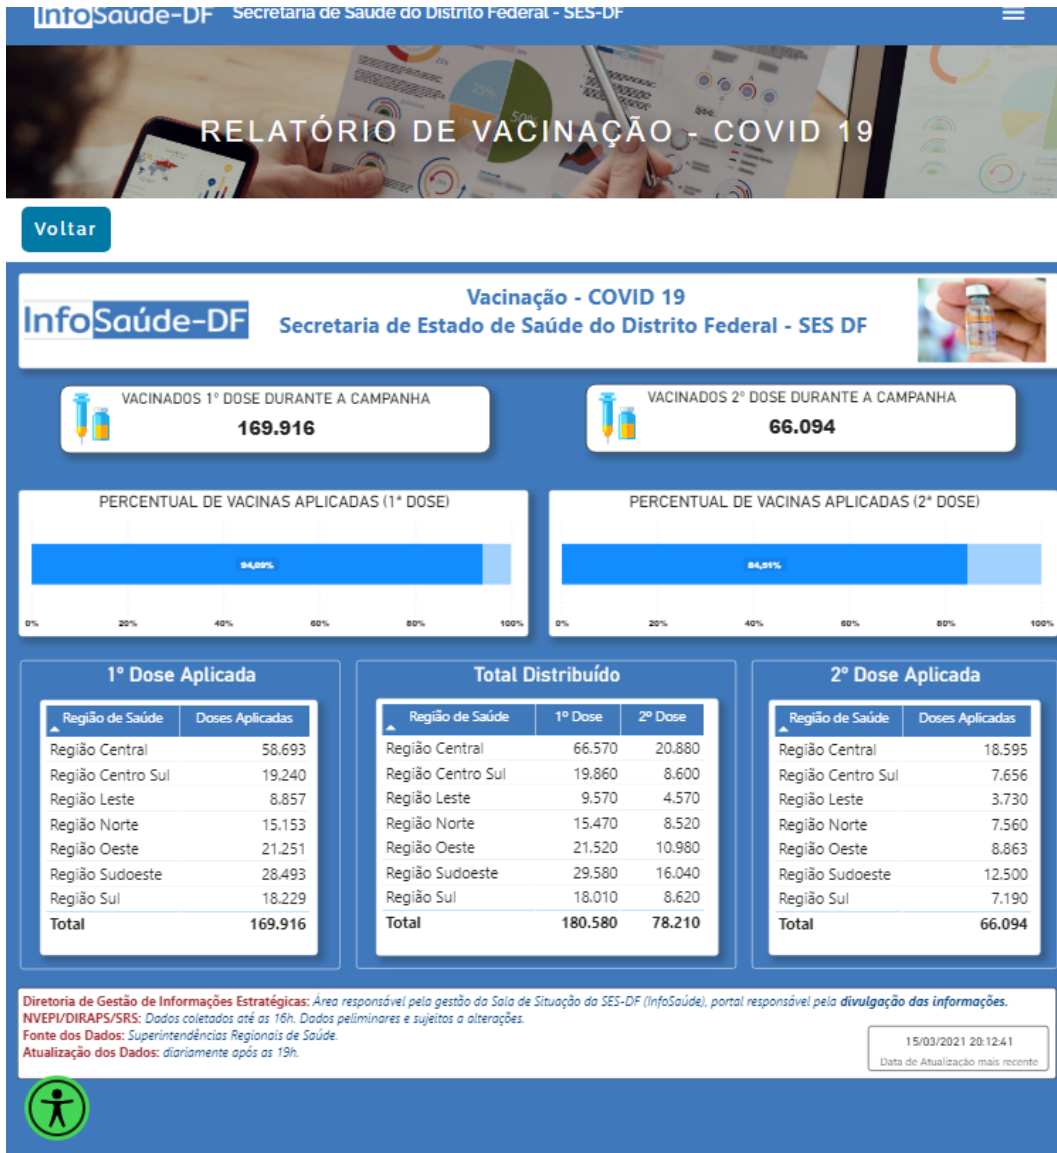 InfoSaúde-DF Secretaria de Saúde do Distrito Federal - SES-DF
RELATÓRIO DE VACINAÇÃO - COVID 19
Voltar
InfoSaúde-DF
Vacinação - COVID 19
Secretaria de Estado de Saúde do Distrito Federal - SES DF
VACINADOS 1º DOSE DURANTE A CAMPANHA
169.916
VACINADOS 2º DOSE DURANTE A CAMPANHA
66.094
PERCENTUAL DE VACINAS APLICADAS (1ª DOSE)
94,09%
0% 20% 40% 60% 80% 100%
PERCENTUAL DE VACINAS APLICADAS (2ª DOSE)
84,51%
0% 20% 40% 60% 80% 100%
1º Dose Aplicada
Região de Saúde Doses Aplicadas
Região Central 58.693
Região Centro Sul 19.240
Região Leste 8.857
Região Norte 15.153
Região Oeste 21.251
Região Sudoeste 28.493
Região Sul 18.229
Total 169.916
Total Distribuído
Região de Saúde 1º Dose 2º Dose
Região Central 66.570 20.880
Região Centro Sul 19.860 8.600
Região Leste 9.570 4.570
Região Norte 15.470 8.520
Região Oeste 21.520 10.980
Região Sudoeste 29.580 16.040
Região Sul 18.010 8.620
Total 180.580 78.210
2º Dose Aplicada
Região de Saúde Doses Aplicadas
Região Central 18.595
Região Centro Sul 7.656
Região Leste 3.730
Região Norte 7.560
Região Oeste 8.863
Região Sudoeste 12.500
Região Sul 7.190
Total 66.094
Diretoria de Gestão de Informações Estratégicas: Área responsável pela gestão da Sala de Situação da SES-DF (InfoSaúde), portal responsável pela divulgação das informações.
NVEPI/DIRAPS/SRS: Dados coletados até as 16h. Dados peliminares e sujeitos a alterações.
Fonte dos Dados: Superintendências Regionais de Saúde.
Atualização dos Dados: diariamente após as 19h.
15/03/2021 20:12:41
Data de Atualização mais recente